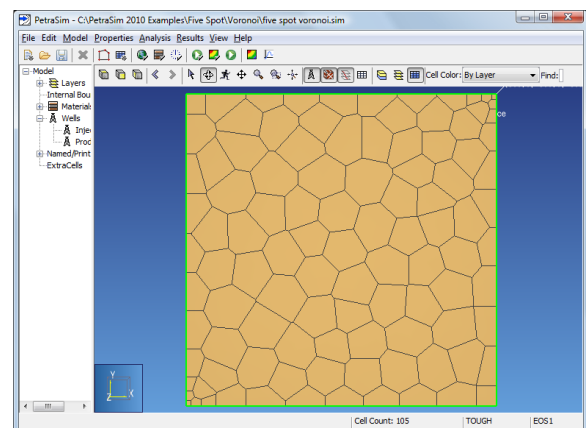 PetraSim - C:\PetraSim 2010 Examples\Five Spot\Voronoi\five spot voronoi.sim
File Edit Model Properties Analysis Results View Help
Cell Color: By Layer Find:
Model
Layers
Internal Bou
Materials
Wells
Inje
Prod
Named/Print
ExtraCells
ce
Y
Z X
Cell Count: 105 TOUGH EOS1